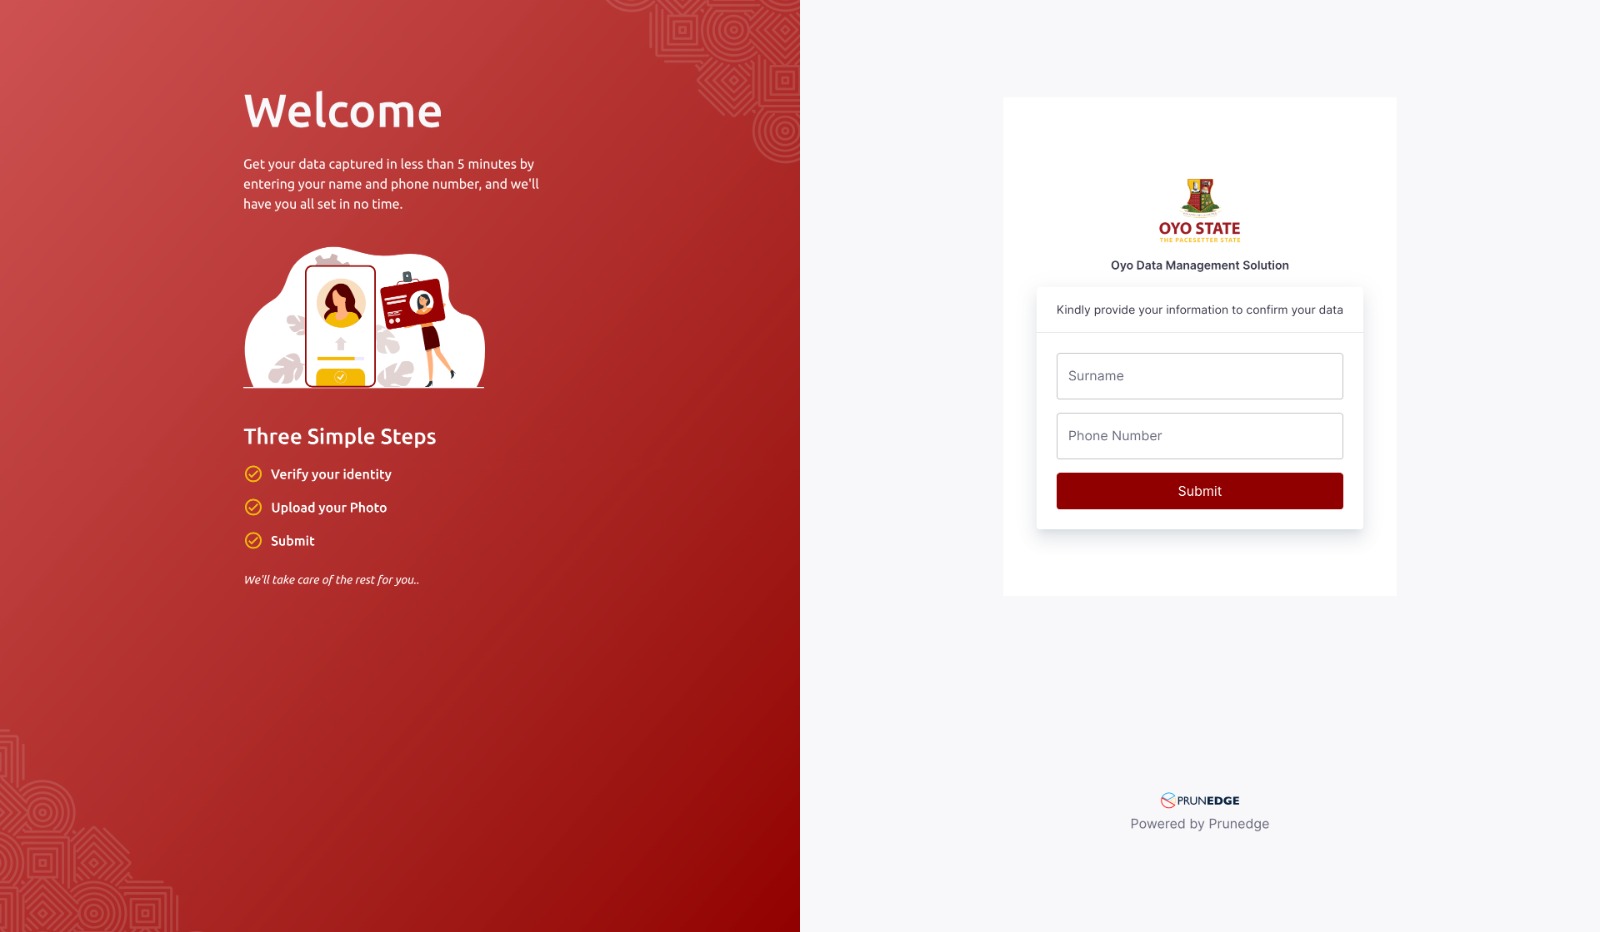 Welcome
Get your data captured in less than 5 minutes by
entering your name and phone number, and we'll
have you all set in no time.
Three Simple Steps
Verify your identity
Upload your Photo
Submit
We'll take care of the rest for you..
OYO STATE
THE PACESETTER STATE
Oyo Data Management Solution
Kindly provide your information to confirm your data
Surname
Phone Number
Submit
PRUNEDGE
Powered by Prunedge